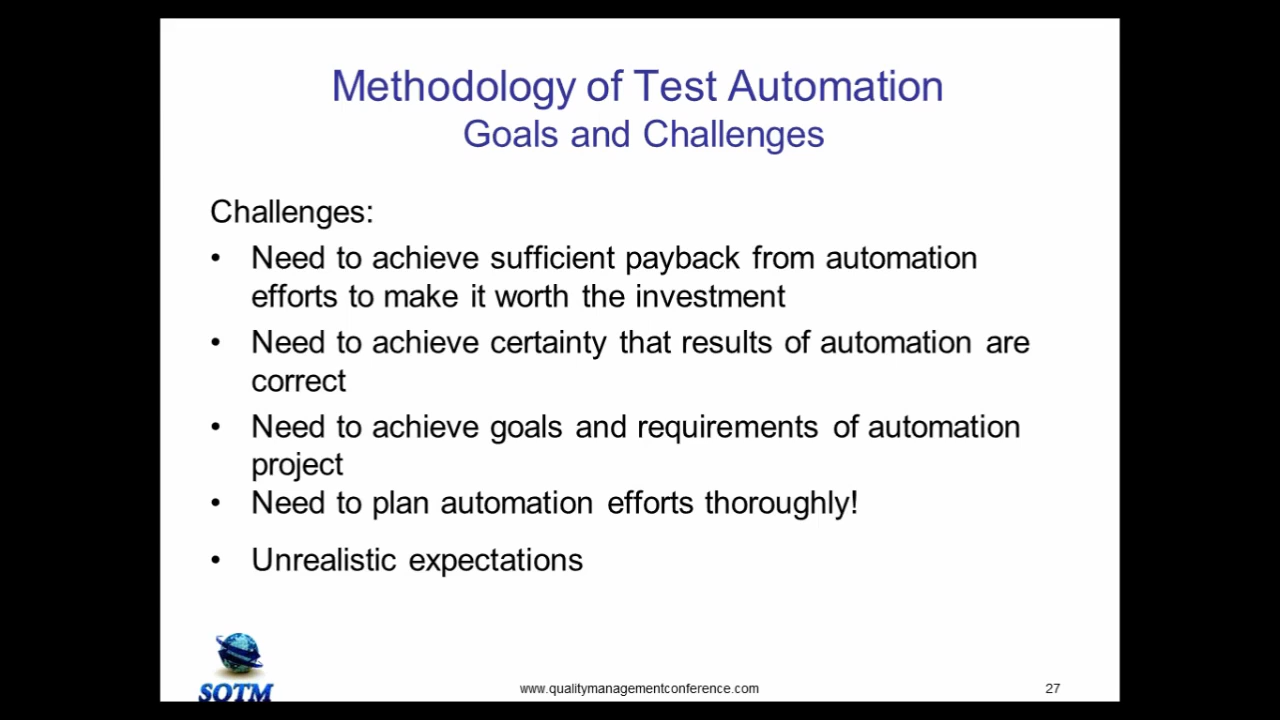 Methodology of Test Automation
Goals and Challenges
Challenges:
• Need to achieve sufficient payback from automation
efforts to make it worth the investment
• Need to achieve certainty that results of automation are
correct
• Need to achieve goals and requirements of automation
project
• Need to plan automation efforts thoroughly!
• Unrealistic expectations
SOTM
www.qualitymanagementconference.com
27